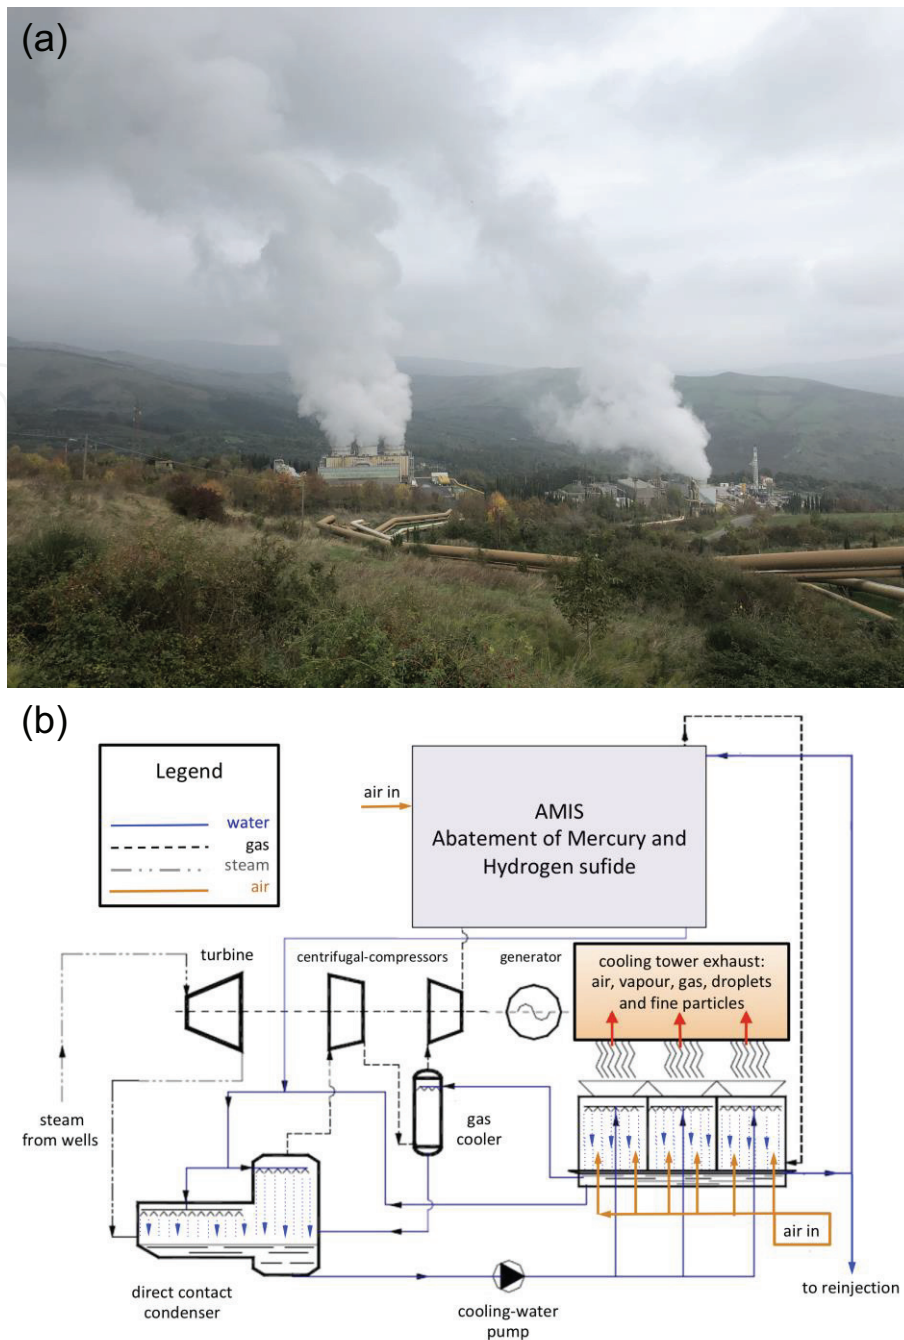 (a)
(b)
Legend
water
gas
steam
air
air in
AMIS
Abatement of Mercury and
Hydrogen sufide
turbine
centrifugal-compressors
generator
cooling tower exhaust:
air, vapour, gas, droplets
and fine particles
steam
from wells
gas
cooler
air in
direct contact
condenser
cooling-water
pump
to reinjection